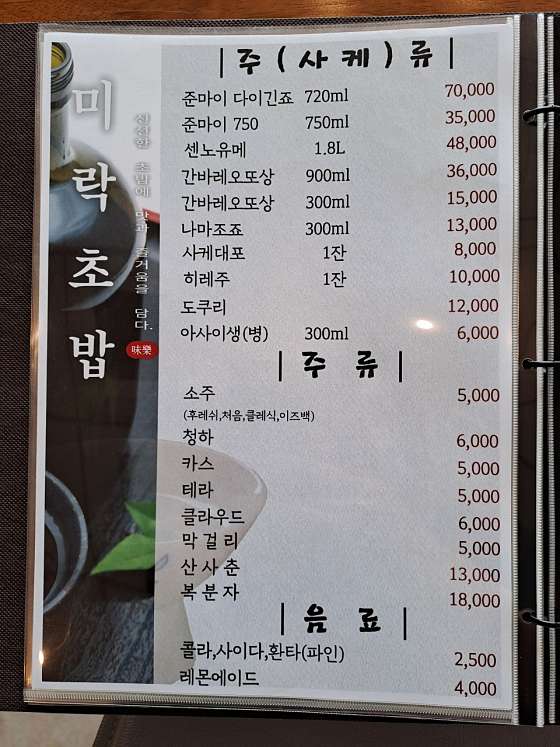 미락초밥
신선한 초밥에 맛과 즐거움을 담다.
味樂
주(사케)류
준마이 다이긴죠 720ml 70,000
준마이 750 750ml 35,000
센노유메 1.8L 48,000
간바레오또상 900ml 36,000
간바레오또상 300ml 15,000
나마조죠 300ml 13,000
사케대포 1잔 8,000
히레주 1잔 10,000
도쿠리 12,000
아사이생(병) 300ml 6,000
주 류
소주 5,000
(후레쉬,처음,클레식,이즈백)
청하 6,000
카스 5,000
테라 5,000
클라우드 6,000
막걸리 5,000
산사춘 13,000
복분자 18,000
음 료
콜라,사이다,환타(파인) 2,500
레몬에이드 4,000